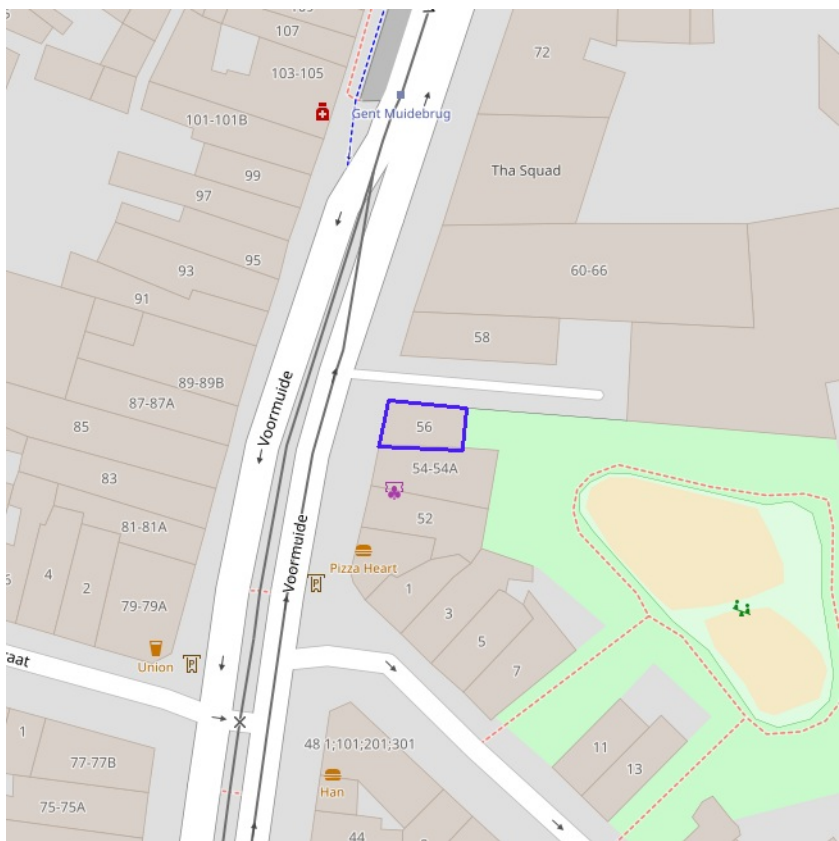 107
103-105
Gent Muidebrug
101-101B
99
97
95
93
91
89-89B
87-87A
85
83
81-81A
4
2
79-79A
Union
raat
1
77-77B
75-75A
72
Tha Squad
60-66
58
Voormuide
56
54-54A
52
Voormuide
Pizza Heart
1
3
5
7
11
13
48 1;101;201;301
Han
44
P
P